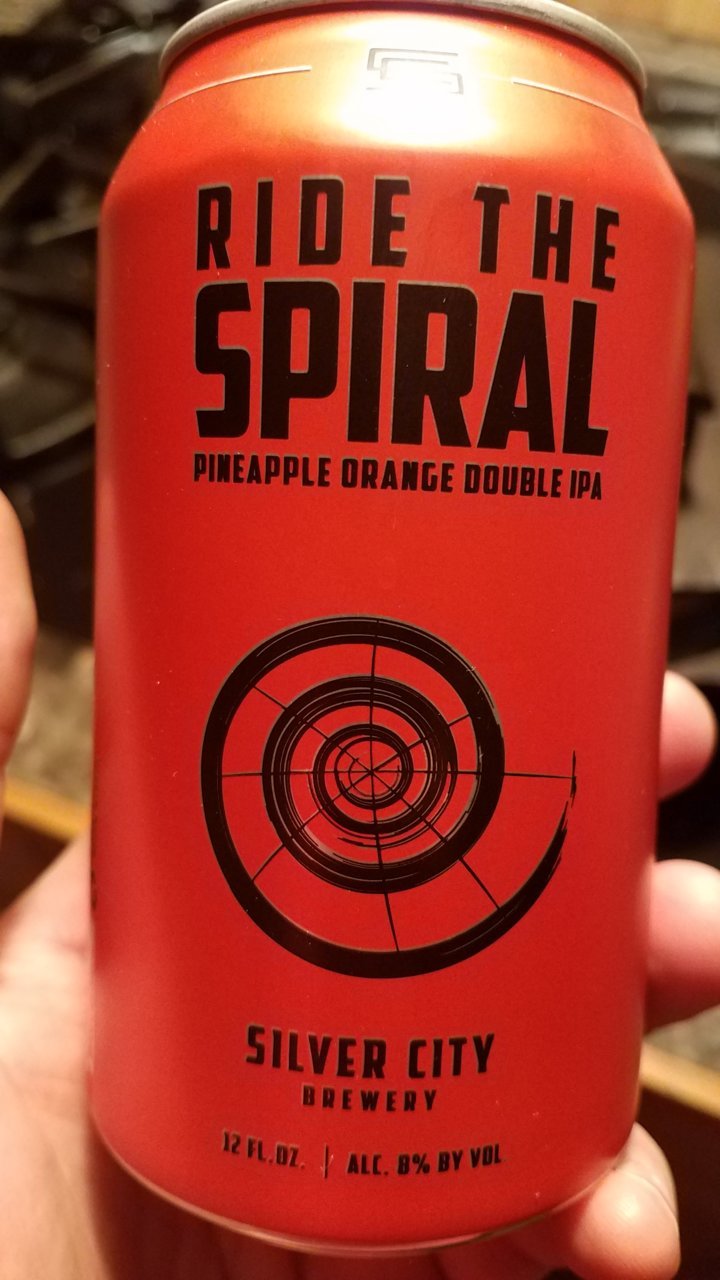 RIDE THE
SPIRAL
PINEAPPLE ORANGE DOUBLE IPA
SILVER CITY
BREWERY
12 FL.OZ. | ALC. 8% BY VOL